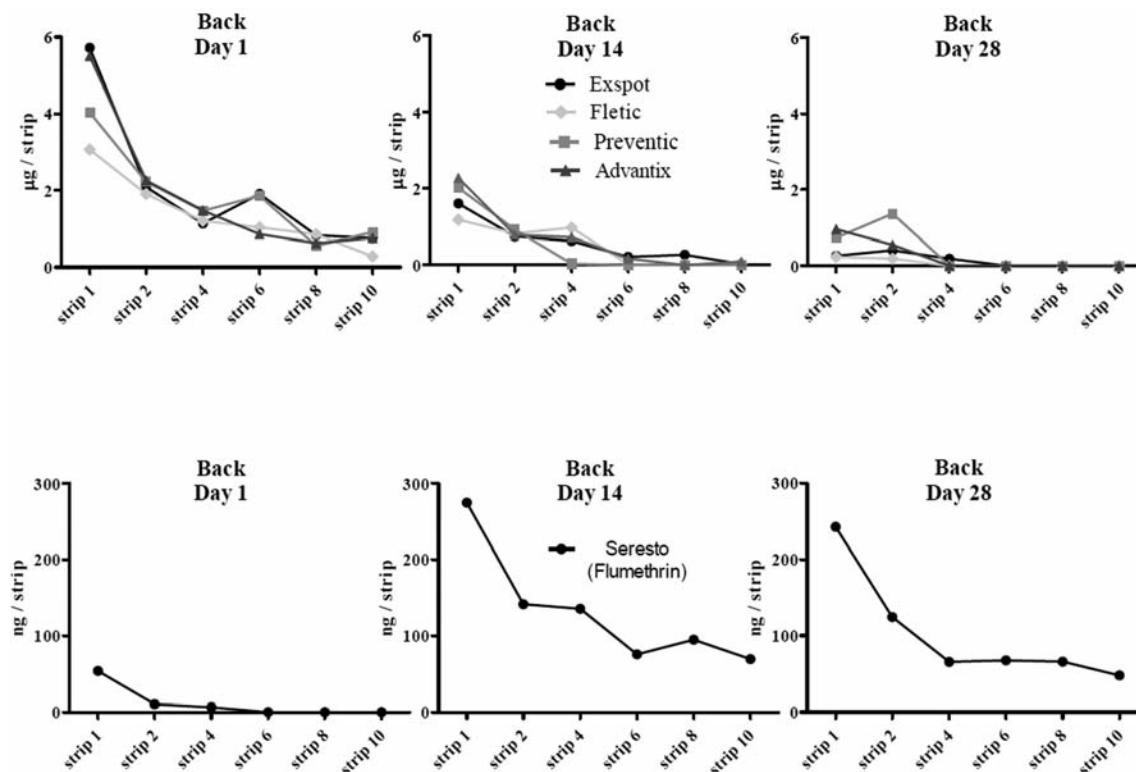 Back
Day 1
6
4
2
0
µg / strip
strip 1
strip 2
strip 4
strip 6
strip 8
strip 10
Back
Day 14
6
4
2
0
µg / strip
Exspot
Fletic
Preventic
Advantix
strip 1
strip 2
strip 4
strip 6
strip 8
strip 10
Back
Day 28
6
4
2
0
µg / strip
strip 1
strip 2
strip 4
strip 6
strip 8
strip 10
Back
Day 1
300
200
100
0
ng / strip
strip 1
strip 2
strip 4
strip 6
strip 8
strip 10
Back
Day 14
300
200
100
0
ng / strip
Seresto
(Flumethrin)
strip 1
strip 2
strip 4
strip 6
strip 8
strip 10
Back
Day 28
300
200
100
0
ng / strip
strip 1
strip 2
strip 4
strip 6
strip 8
strip 10